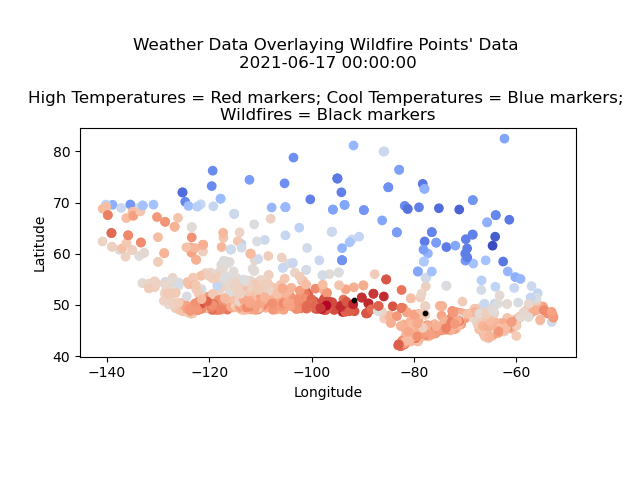 Weather Data Overlaying Wildfire Points' Data
2021-06-17 00:00:00
High Temperatures = Red markers; Cool Temperatures = Blue markers;
Wildfires = Black markers
80
70
60
50
40
Latitude
−140
−120
−100
−80
−60
Longitude